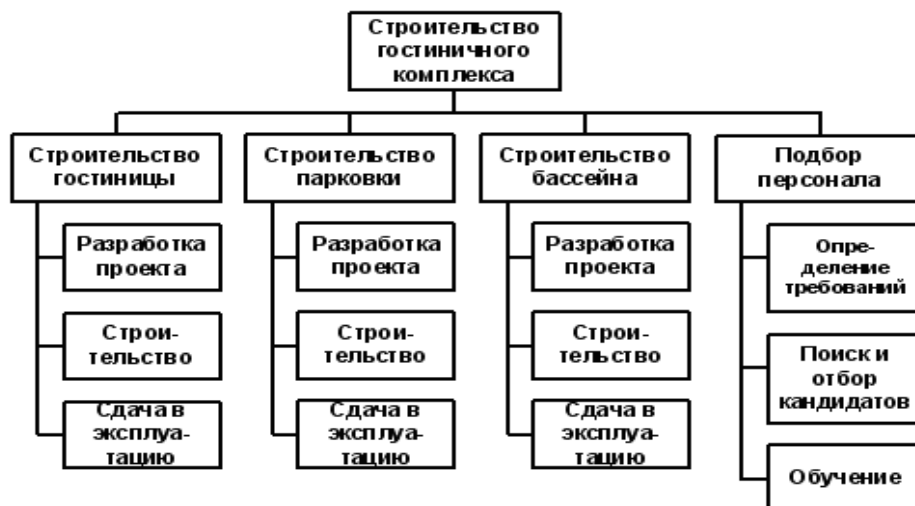 Строительство
гостиничного
комплекса
Строительство
гостиницы
Разработка
проекта
Строи-
тельство
Сдача в
эксплуа-
тацию
Строительство
парковки
Разработка
проекта
Строи-
тельство
Сдача в
эксплуа-
тацию
Строительство
бассейна
Разработка
проекта
Строи-
тельство
Сдача в
эксплуа-
тацию
Подбор
персонала
Опре-
деление
требований
Поиск и
отбор
кандидатов
Обучение